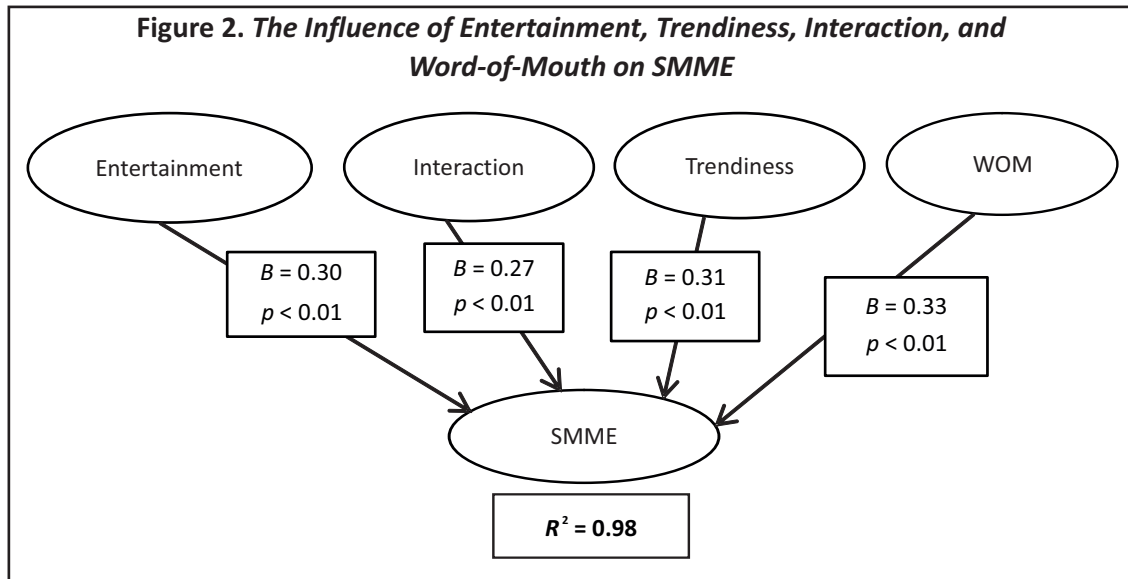 Figure 2. The Influence of Entertainment, Trendiness, Interaction, and
Word-of-Mouth on SMME
Entertainment
Interaction
Trendiness
WOM
B = 0.30
p < 0.01
B = 0.27
p < 0.01
B = 0.31
p < 0.01
B = 0.33
p < 0.01
SMME
R² = 0.98